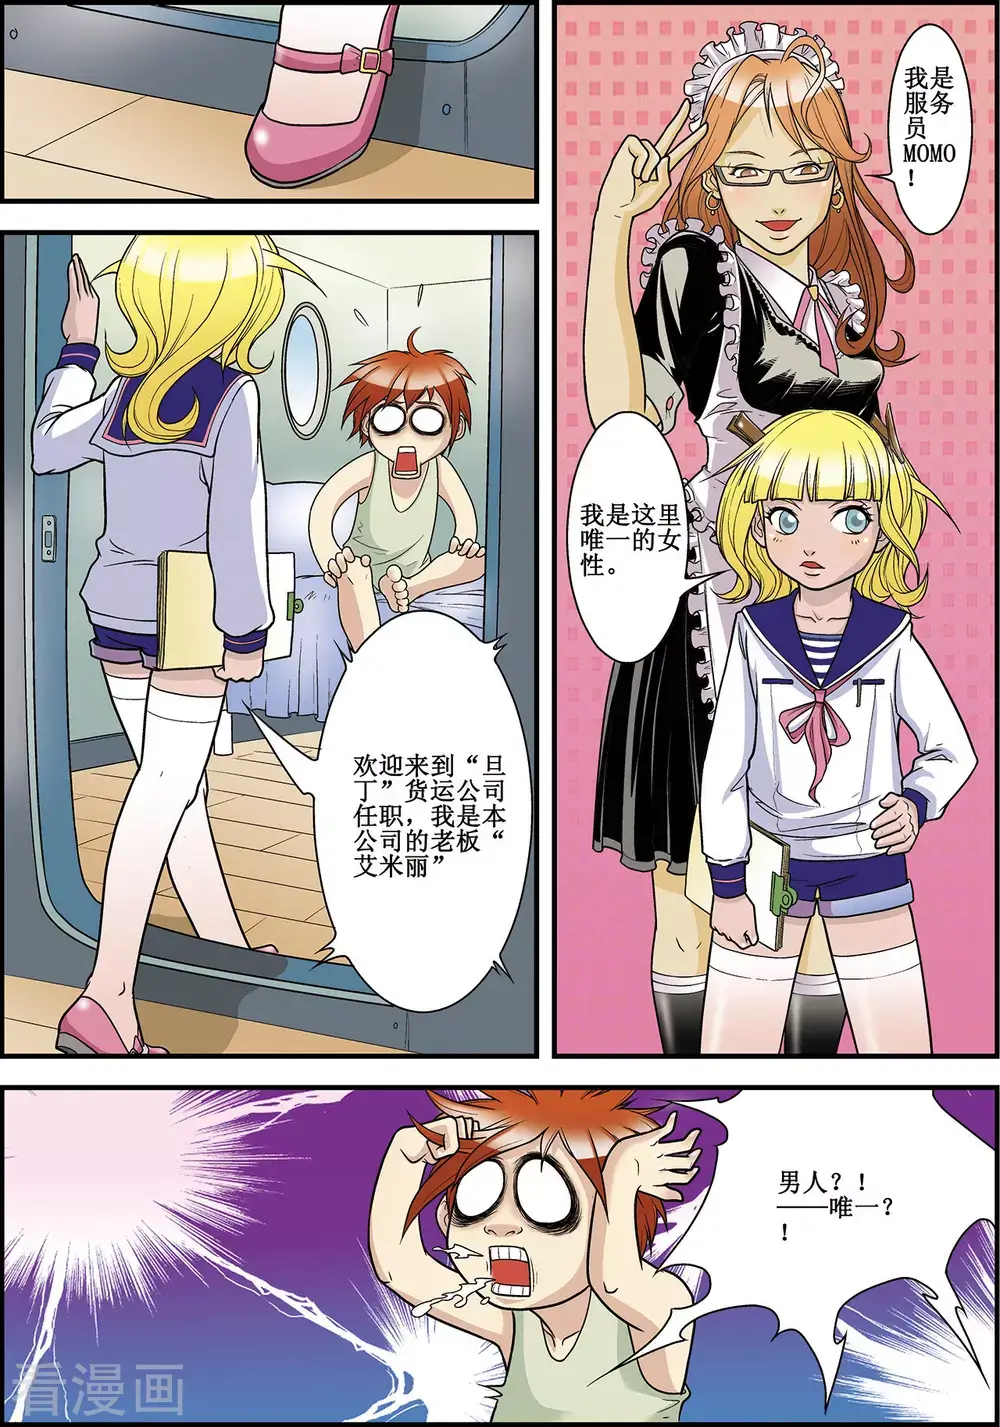 欢迎来到“旦
丁”货运公司
任职，我是本
公司的老板“
艾米丽”
我是
服务
员
MOMO
！
我是这里
唯一的女
性。
男人？！
——唯一？
！
看漫画